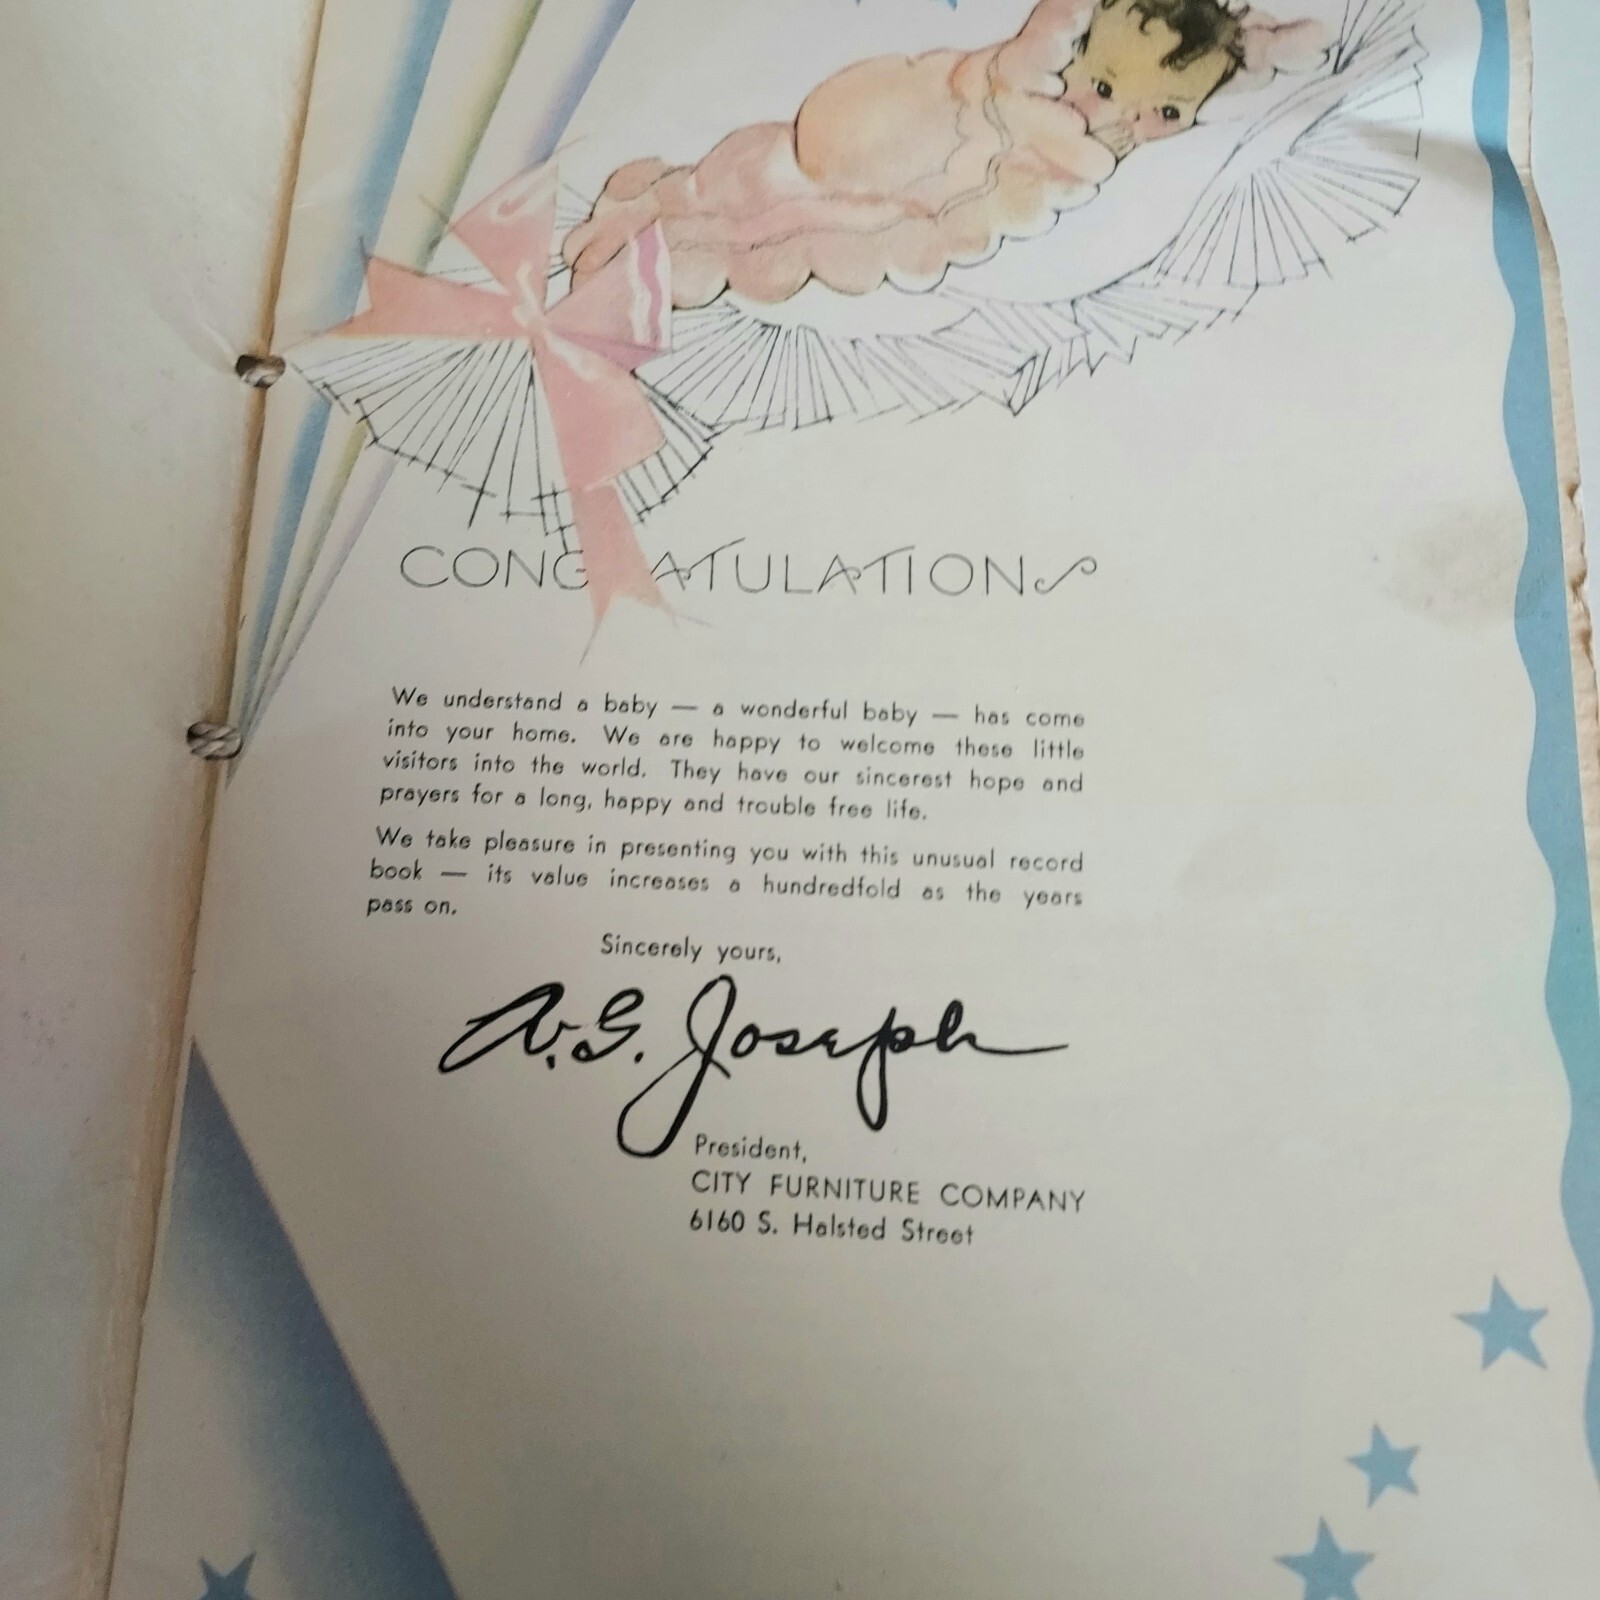 CONGRATULATIONS
We understand a baby — a wonderful baby — has come
into your home. We are happy to welcome these little
visitors into the world. They have our sincerest hope and
prayers for a long, happy and trouble free life.
We take pleasure in presenting you with this unusual record
book — its value increases a hundredfold as the years
pass on.
Sincerely yours,
A.G. Joseph
President,
CITY FURNITURE COMPANY
6160 S. Halsted Street